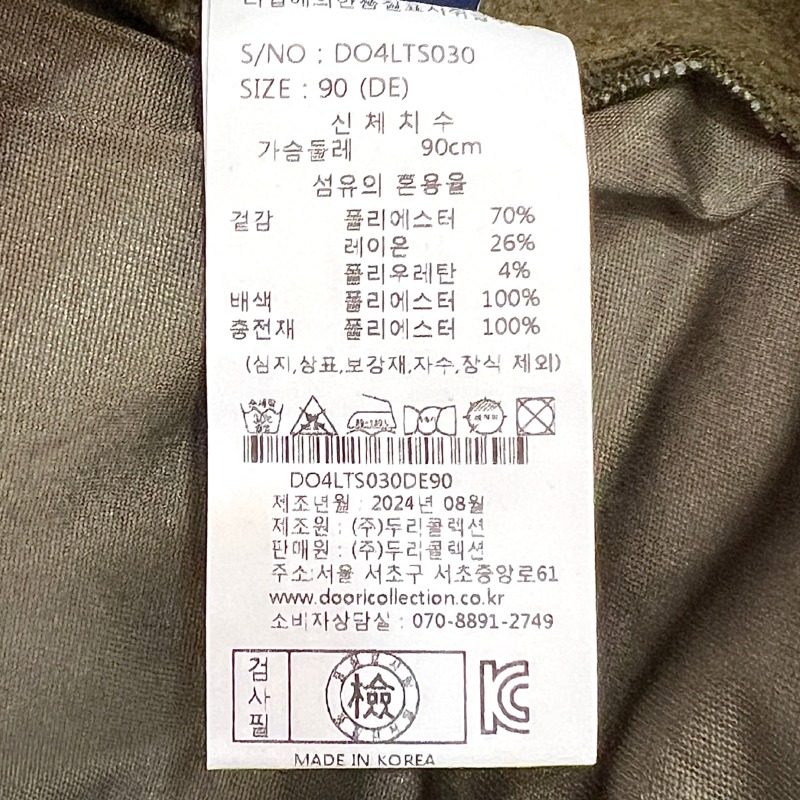 S/NO : DO4LTS030
SIZE : 90 (DE)
신 체 치 수
가슴둘레 90cm
섬유의 혼용율
겉감 폴리에스터 70%
레이온 26%
폴리우레탄 4%
배색 폴리에스터 100%
충전재 폴리에스터 100%
(심지,상표,보강재,자수,장식 제외)
DO4LTS030DE90
제조년월 : 2024년 08월
제조원 : (주)두리콜렉션
판매원 : (주)두리콜렉션
주소:서울 서초구 서초중앙로61
www.dooricollection.co.kr
소비자상담실 : 070-8891-2749
검사필
檢
KC
MADE IN KOREA